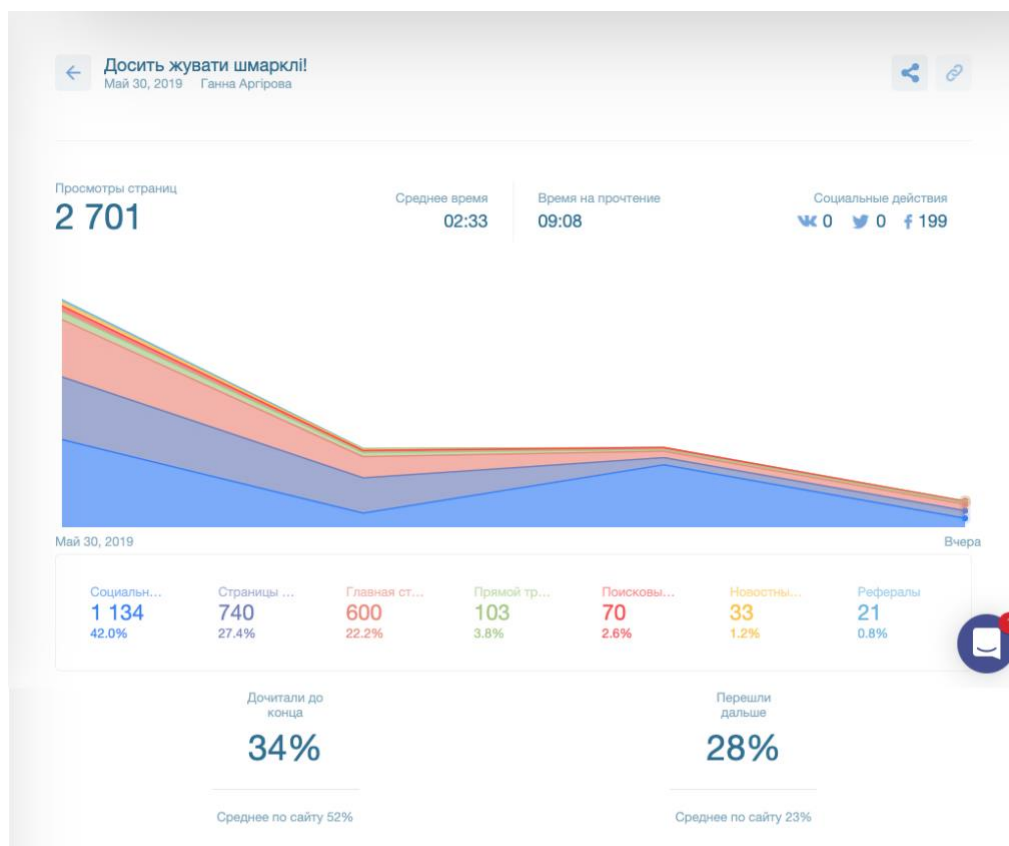 Досить жувати шмарклі!
Май 30, 2019 Ганна Аргірова
Просмотры страниц
2 701
Среднее время
02:33
Время на прочтение
09:08
Социальные действия
0 0 199
Май 30, 2019
Вчера
Социальн... Страницы ... Главная ст... Прямой тр... Поисковы... Новостны... Рефералы
1 134 740 600 103 70 33 21
42.0% 27.4% 22.2% 3.8% 2.6% 1.2% 0.8%
Дочитали до
конца
34%
Среднее по сайту 52%
Перешли
дальше
28%
Среднее по сайту 23%